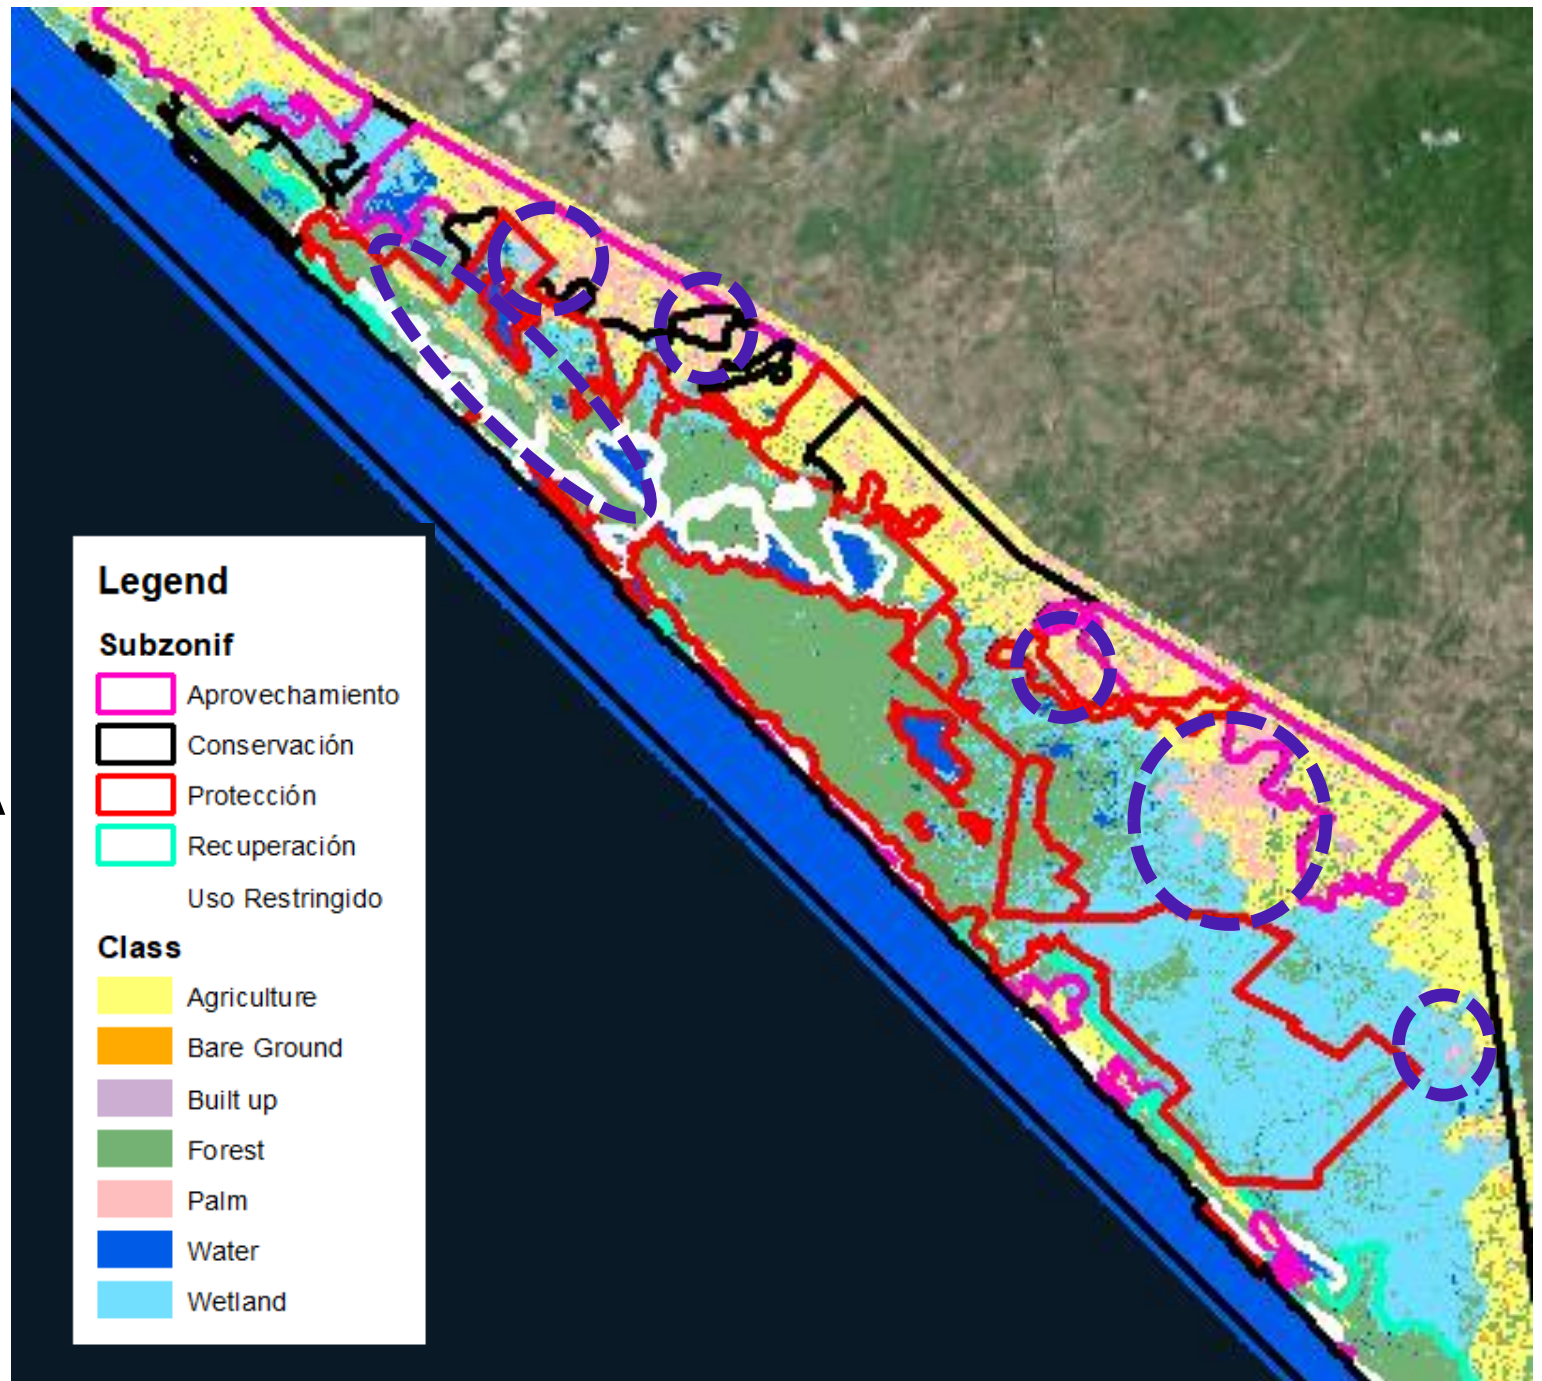 Legend
Subzonif
Aprovechamiento
Conservación
Protección
Recuperación
Uso Restringido
Class
Agriculture
Bare Ground
Built up
Forest
Palm
Water
Wetland